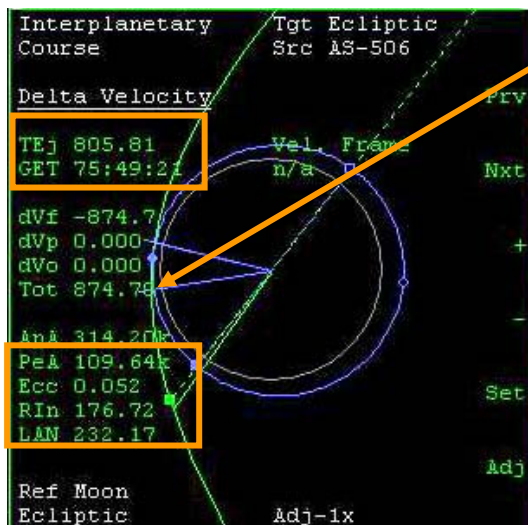 Interplanetary Tgt Ecliptic
Course Src AS-506
Delta Velocity
Prv
TEj 805.81 Vel. Frame
GET 75:49:21 n/a Nxt
dVf -874.7
dVp 0.000
dVo 0.000 +
Tot 874.78
-
ApA 314.20k
PeA 109.64k
Ecc 0.052 Set
RIn 176.72
LAN 232.17
Adj
Ref Moon
Ecliptic Adj-1x